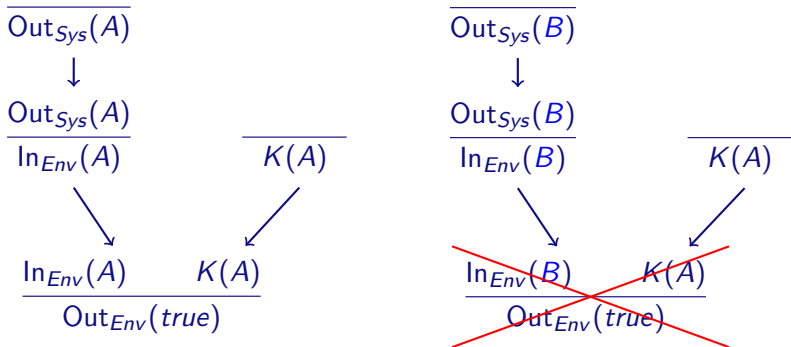 Out_Sys(A) Out_Sys(B)
Out_Sys(A) Out_Sys(B)
In_Env(A) K(A) In_Env(B) K(A)
In_Env(A) K(A) In_Env(B) K(A)
Out_Env(true) Out_Env(true)